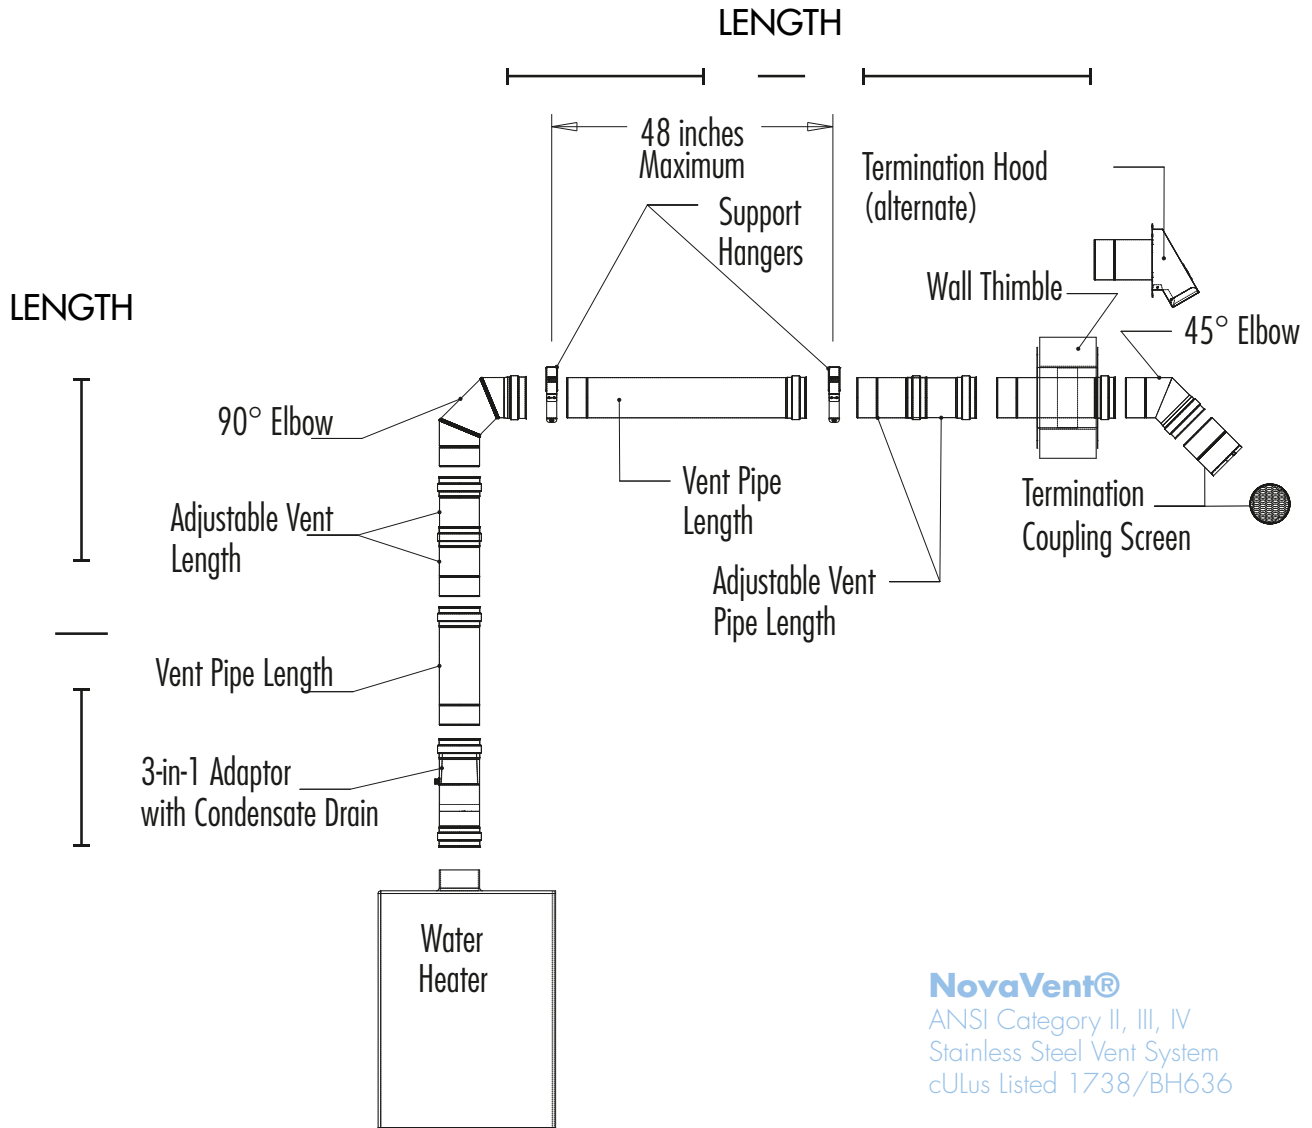 LENGTH
48 inches
Maximum
Termination Hood
(alternate)
Support
Hangers
Wall Thimble
LENGTH
45° Elbow
90° Elbow
Vent Pipe
Length
Termination
Coupling Screen
Adjustable Vent
Length
Adjustable Vent
Pipe Length
Vent Pipe Length
3-in-1 Adaptor
with Condensate Drain
Water
Heater
NovaVent®
ANSI Category II, III, IV
Stainless Steel Vent System
cULus Listed 1738/BH636